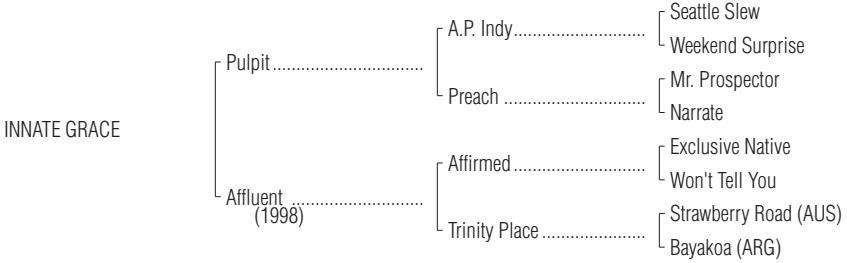 Seattle Slew
A.P. Indy..............................
Weekend Surprise
Pulpit..................................
Mr. Prospector
Preach ................................
Narrate
INNATE GRACE
Exclusive Native
Affirmed..............................
Won't Tell You
Affluent ..............................
(1998)
Strawberry Road (AUS)
Trinity Place .......................
Bayakoa (ARG)